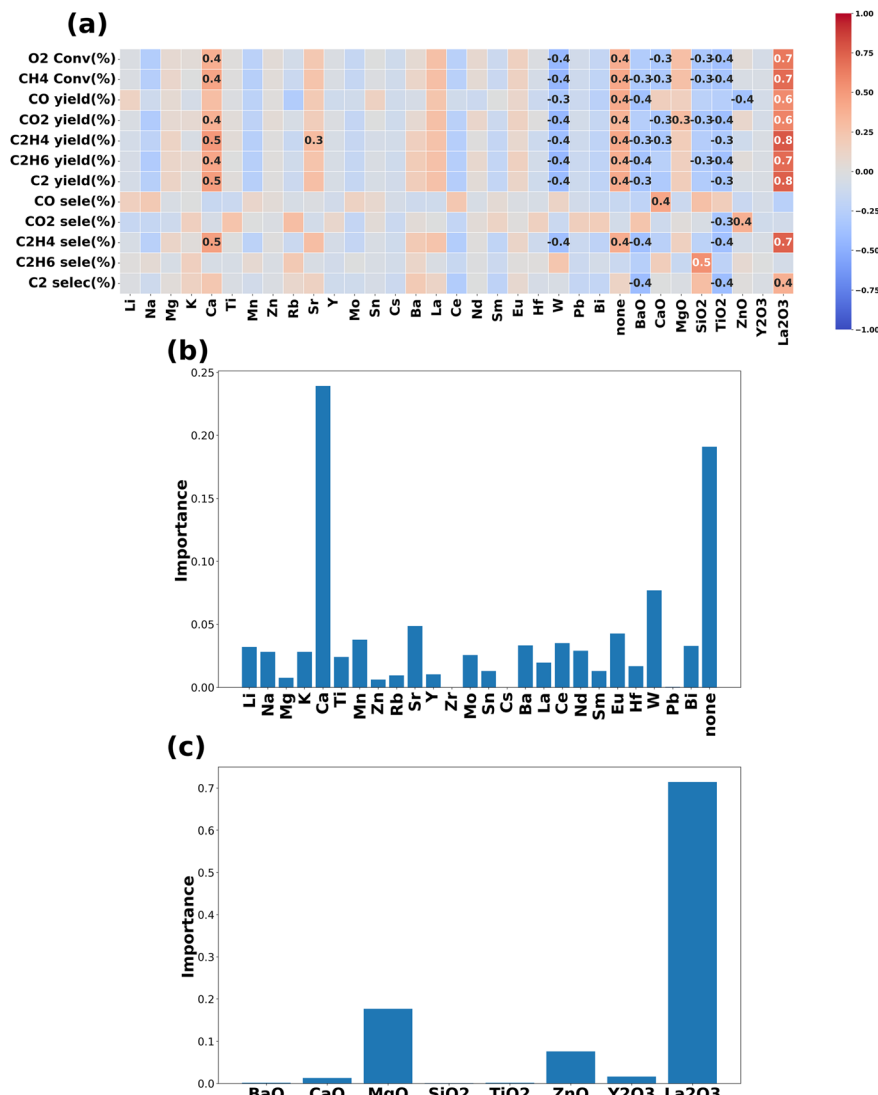 (a)
O2 Conv(%) 0.4 -0.4 0.4 -0.3 -0.3 -0.4 0.7
CH4 Conv(%) 0.4 -0.4 0.4 -0.3 -0.3 -0.3 -0.4 0.7
CO yield(%) -0.3 0.4 -0.4 -0.4 0.6
CO2 yield(%) 0.4 -0.4 0.4 -0.3 0.3 -0.3 -0.4 0.6
C2H4 yield(%) 0.5 0.3 -0.4 0.4 -0.3 -0.3 -0.3 0.8
C2H6 yield(%) 0.4 -0.4 0.4 -0.4 -0.3 -0.4 0.7
C2 yield(%) 0.5 -0.4 0.4 -0.3 -0.3 0.8
CO sele(%) 0.4
CO2 sele(%) -0.3 0.4
C2H4 sele(%) 0.5 -0.4 0.4 -0.4 -0.4 0.7
C2H6 sele(%) 0.5
C2 selec(%) -0.4 -0.4 0.4
Li Na Mg K Ca Ti Mn Zn Rb Sr Y Mo Sn Cs Ba La Ce Nd Sm Eu Hf W Pb Bi none BaO CaO MgO SiO2 TiO2 ZnO Y2O3 La2O3
1.00
0.75
0.50
0.25
0.00
−0.25
−0.50
−0.75
−1.00
(b)
Importance
0.25
0.20
0.15
0.10
0.05
0.00
Li Na Mg K Ca Ti Mn Zn Rb Sr Y Zr Mo Sn Cs Ba La Ce Nd Sm Eu Hf W Pb Bi none
(c)
Importance
0.7
0.6
0.5
0.4
0.3
0.2
0.1
0.0
BaO CaO MgO SiO2 TiO2 ZnO Y2O3 La2O3